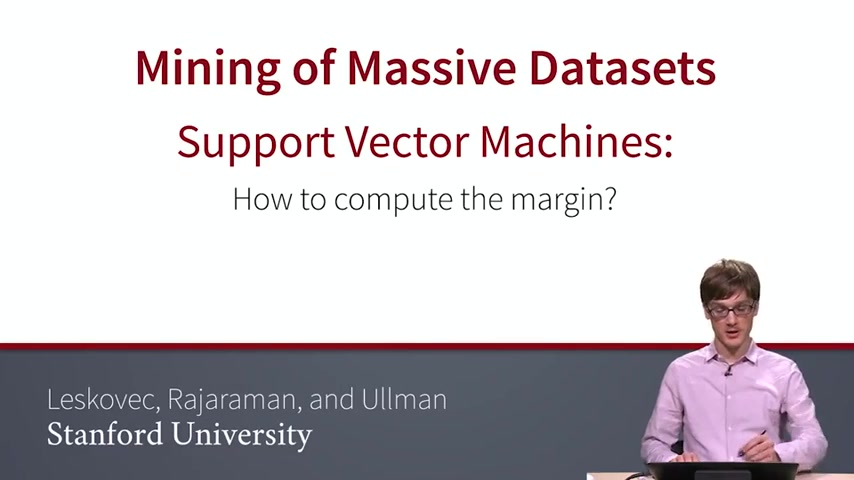 Mining of Massive Datasets
Support Vector Machines:
How to compute the margin?
Leskovec, Rajaraman, and Ullman
Stanford University